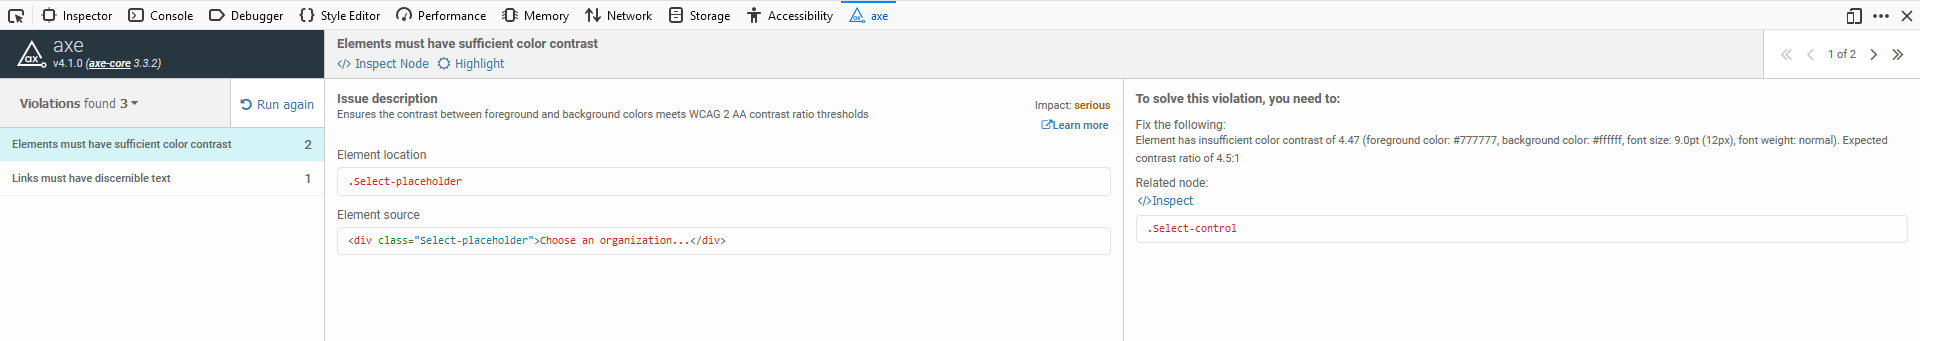 Inspector Console Debugger Style Editor Performance Memory Network Storage Accessibility axe
axe
v4.1.0 (axe-core 3.3.2)
Violations found 3
Run again
Elements must have sufficient color contrast 2
Links must have discernible text 1
Elements must have sufficient color contrast
</> Inspect Node Highlight
1 of 2
Issue description
Ensures the contrast between foreground and background colors meets WCAG 2 AA contrast ratio thresholds
Impact: serious
Learn more
Element location
.Select-placeholder
Element source
<div class="Select-placeholder">Choose an organization...</div>
To solve this violation, you need to:
Fix the following:
Element has insufficient color contrast of 4.47 (foreground color: #777777, background color: #ffffff, font size: 9.0pt (12px), font weight: normal). Expected
contrast ratio of 4.5:1
Related node:
</>Inspect
.Select-control